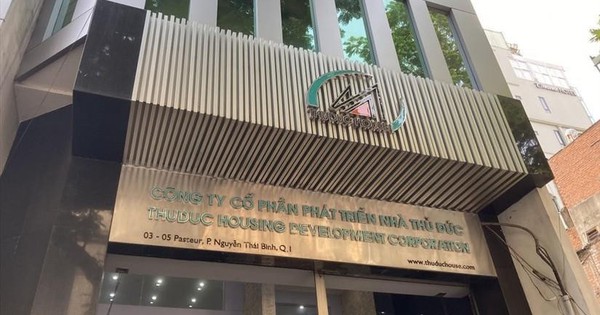 THUDUC HOUSE
CÔNG TY CỔ PHẦN PHÁT TRIỂN NHÀ THỦ ĐỨC
THUDUC HOUSING DEVELOPMENT CORPORATION
03 - 05 Pasteur, P. Nguyễn Thái Bình, Q.1
www.thuduchouse.com